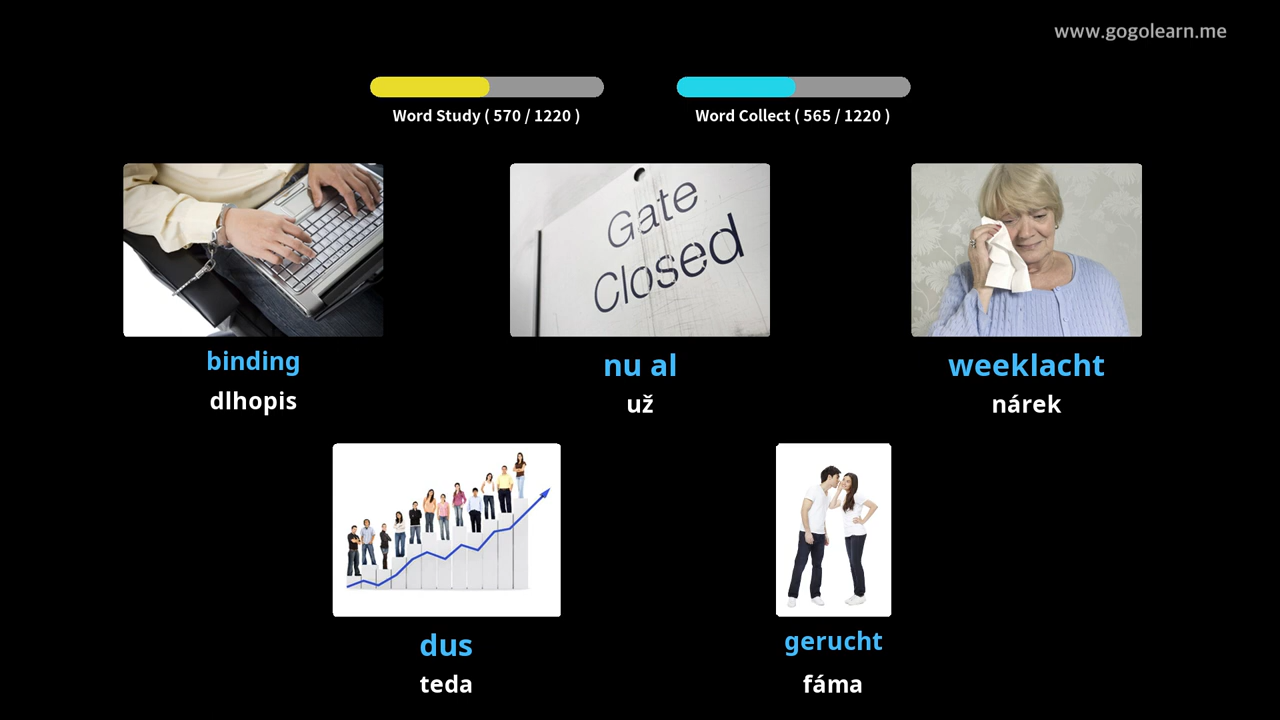 www.gogolearn.me
Word Study ( 570 / 1220 )
Word Collect ( 565 / 1220 )
Gate
Closed
binding
dlhopis
nu al
už
weeklacht
nárek
dus
teda
gerucht
fáma